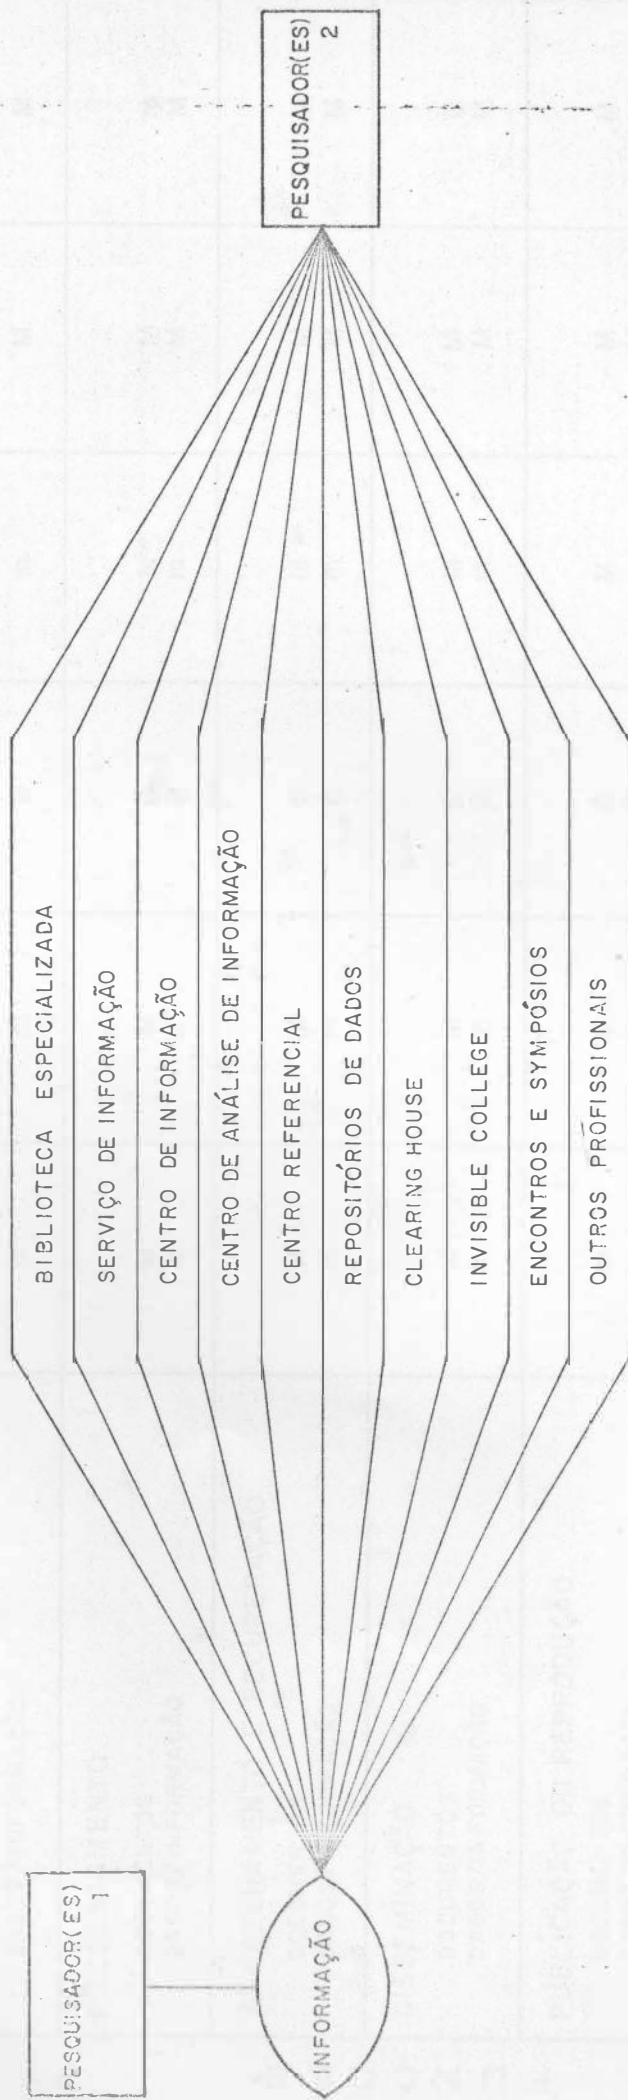 PESQUISADOR(ES)
1
INFORMAÇÃO
BIBLIOTECA ESPECIALIZADA
SERVIÇO DE INFORMAÇÃO
CENTRO DE INFORMAÇÃO
CENTRO DE ANÁLISE DE INFORMAÇÃO
CENTRO REFERENCIAL
REPOSITÓRIOS DE DADOS
CLEARING HOUSE
INVISIBLE COLLEGE
ENCONTROS E SYMPÓSIOS
OUTROS PROFISSIONAIS
PESQUISADOR(ES)
2